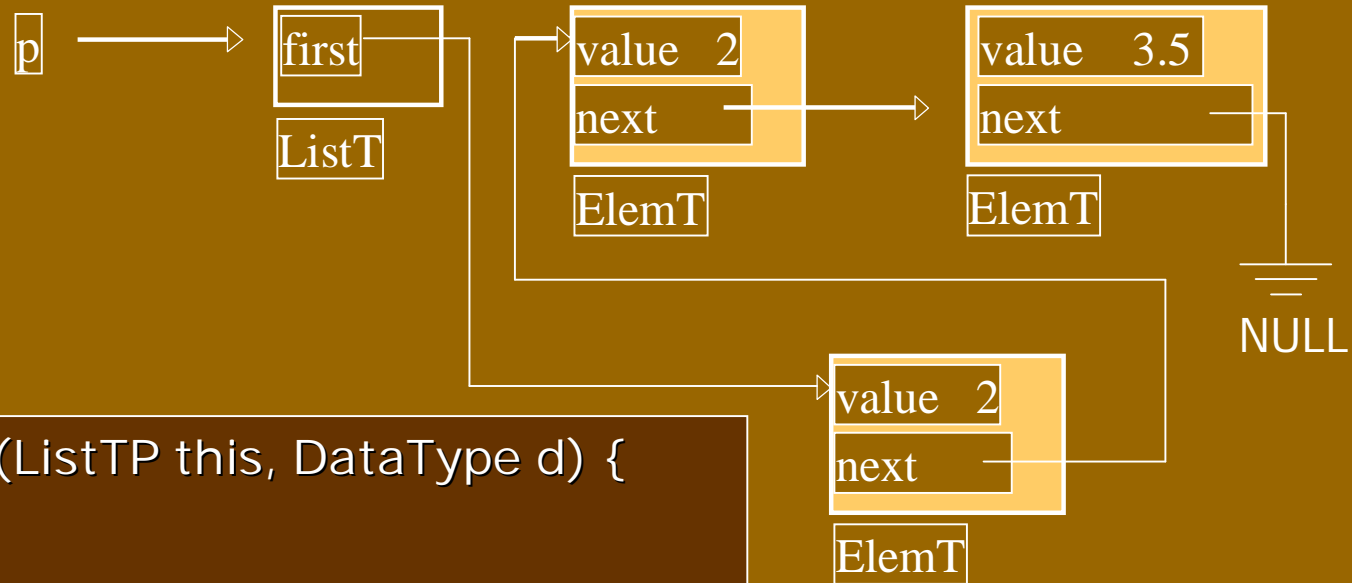 p
first
ListT
value 2
next
ElemT
value 3.5
next
ElemT
NULL
value 2
next
ElemT
(ListTP this, DataType d) {